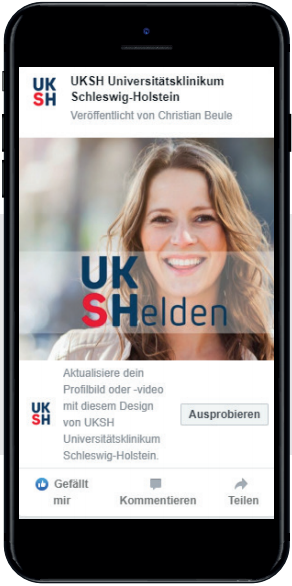 UK
SH
UKSH Universitätsklinikum
Schleswig-Holstein
Veröffentlicht von Christian Beule
UK
SHelden
Aktualisiere dein
Profilbild oder -video
mit diesem Design
von UKSH
Universitätsklinikum
Schleswig-Holstein.
UK
SH
Ausprobieren
Gefällt
mir
Kommentieren
Teilen